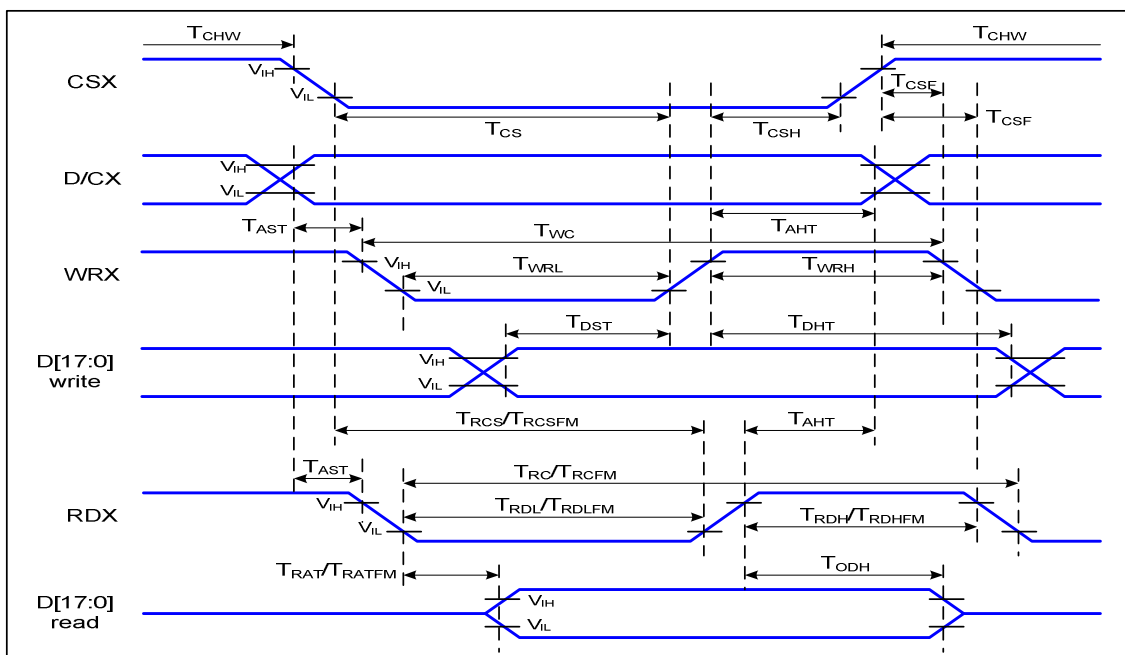 TCHW TCHW
CSX VIH
VIL
TCSF
TCS TCSH TCSF
D/CX VIH
VIL
TAST TWC TAHT
WRX VIH
VIL
TWRL TWRH
TDST TDHT
D[17:0]
write
VIH
VIL
TRCS/TRCSFM TAHT
TAST TRC/TRCFM
RDX VIH
VIL
TRDL/TRDLFM TRDH/TRDHFM
TRAT/TRATFM TODH
D[17:0]
read
VIH
VIL